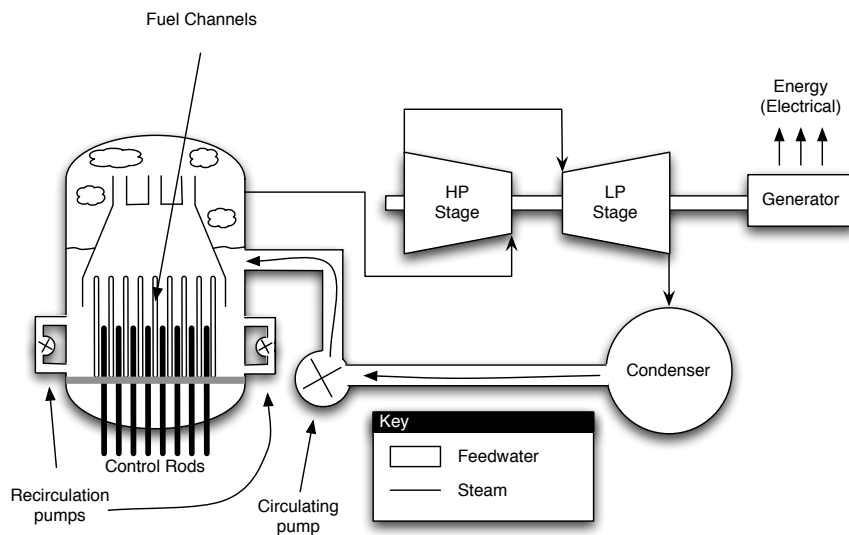 Fuel Channels
Energy
(Electrical)
HP
Stage
LP
Stage
Generator
Condenser
Key
Feedwater
Steam
Control Rods
Recirculation
pumps
Circulating
pump